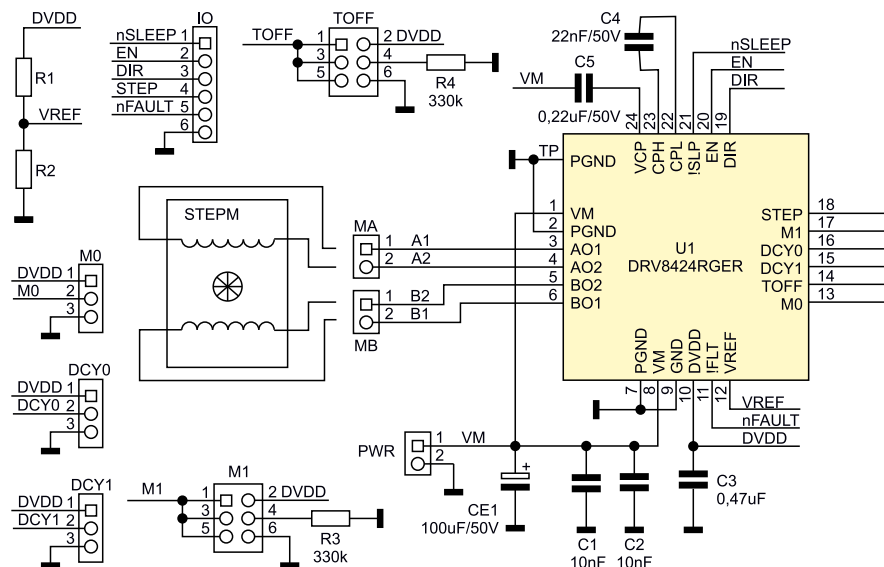 DVDD
R1
VREF
R2
IO
nSLEEP 1
EN 2
DIR 3
STEP 4
nFAULT 5
6
TOFF
TOFF 1 2 DVDD
3 4
5 6
R4
330k
C4
22nF/50V
C5
VM
0,22uF/50V
nSLEEP
EN
DIR
24 23 22 21 20 19
VCP CPH CPL !SLP EN DIR
TP PGND
1 VM
2 PGND
3 AO1
4 AO2
5 BO2
6 BO1
U1
DRV8424RGER
STEP 18
M1 17
DCY0 16
DCY1 15
TOFF 14
M0 13
PGND VM GND DVDD !FLT VREF
7 8 9 10 11 12
VREF
nFAULT
DVDD
STEPM
MA
1 A1
2 A2
1 B2
2 B1
MB
M0
DVDD 1
M0 2
3
DCY0
DVDD 1
DCY0 2
3
DCY1
DVDD 1
DCY1 2
3
M1
M1 1 2 DVDD
3 4
5 6
R3
330k
PWR
1 VM
2
+
CE1
100uF/50V
C1
10nF
C2
10nF
C3
0,47uF